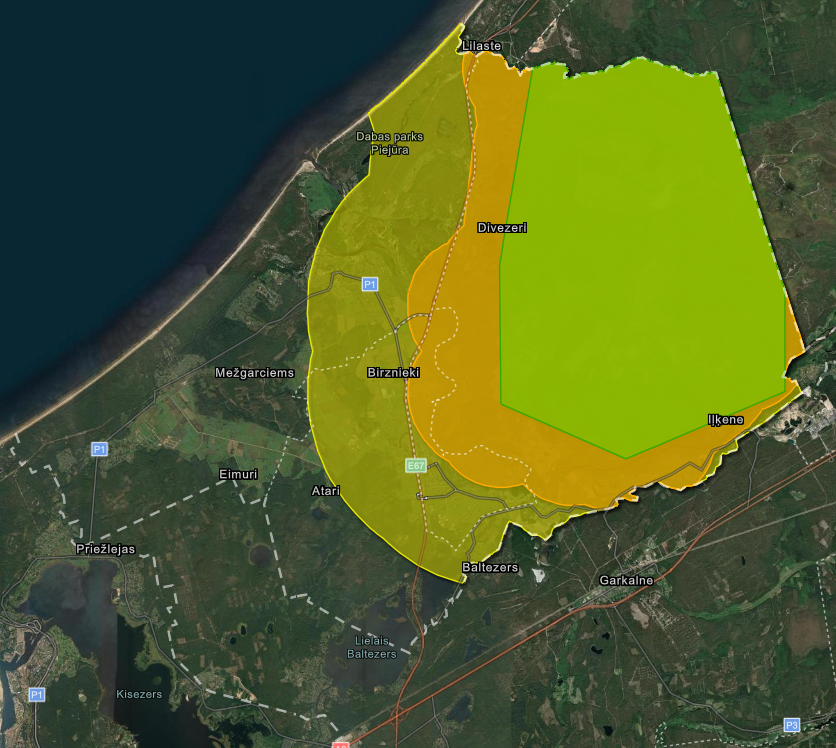 Lilaste
Dabas parks
Piejūra
Divezeri
P1
Mežgarciems
Birznieki
Iļķene
P1
E67
Eimuri
Atari
Priežlejas
Baltezers
Garkalne
Lielais
Baltezers
Kisezers
P1
P3